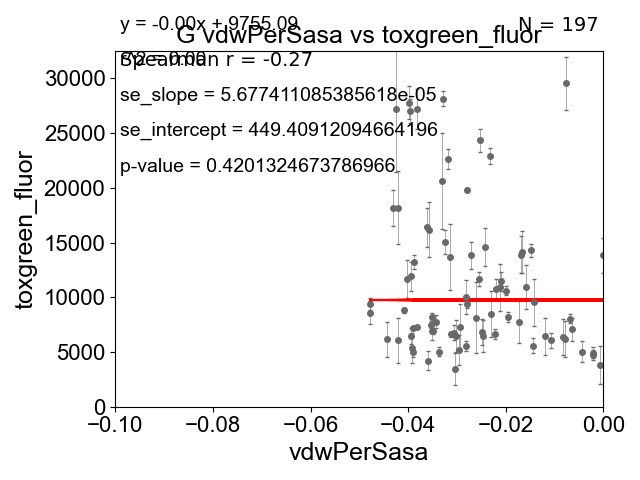 y = -0.00x + 9755.09
N = 197
G vdwPerSasa vs toxgreen_fluor
Spearman r = -0.27
se_slope = 5.677411085385618e-05
se_intercept = 449.40912094664196
p-value = 0.4201324673786966
30000
25000
20000
15000
10000
5000
0
toxgreen_fluor
−0.10
−0.08
−0.06
−0.04
−0.02
0.00
vdwPerSasa